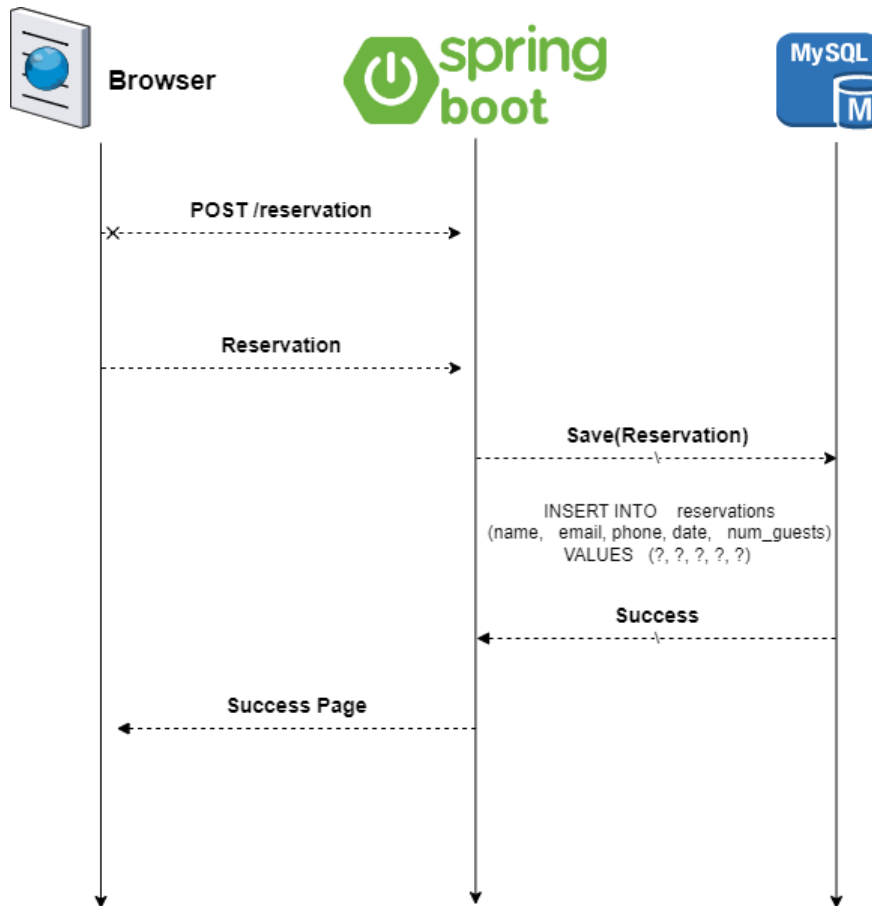 Browser
spring
boot
MySQL
M
POST /reservation
Reservation
Save(Reservation)
INSERT INTO reservations
(name, email, phone, date, num_guests)
VALUES (?, ?, ?, ?, ?)
Success
Success Page